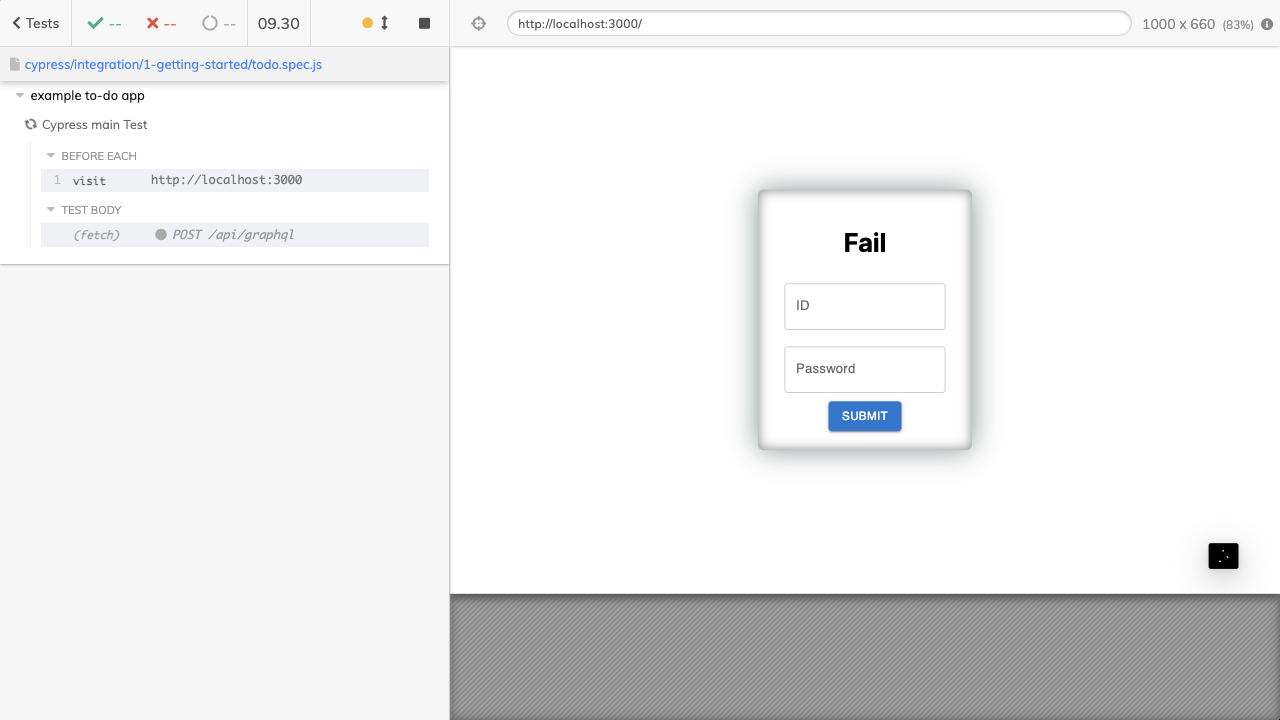 Tests -- -- -- 09.30
http://localhost:3000/ 1000 x 660 (83%)
cypress/integration/1-getting-started/todo.spec.js
example to-do app
Cypress main Test
BEFORE EACH
1 visit http://localhost:3000
TEST BODY
(fetch) POST /api/graphql
Fail
ID
Password
SUBMIT